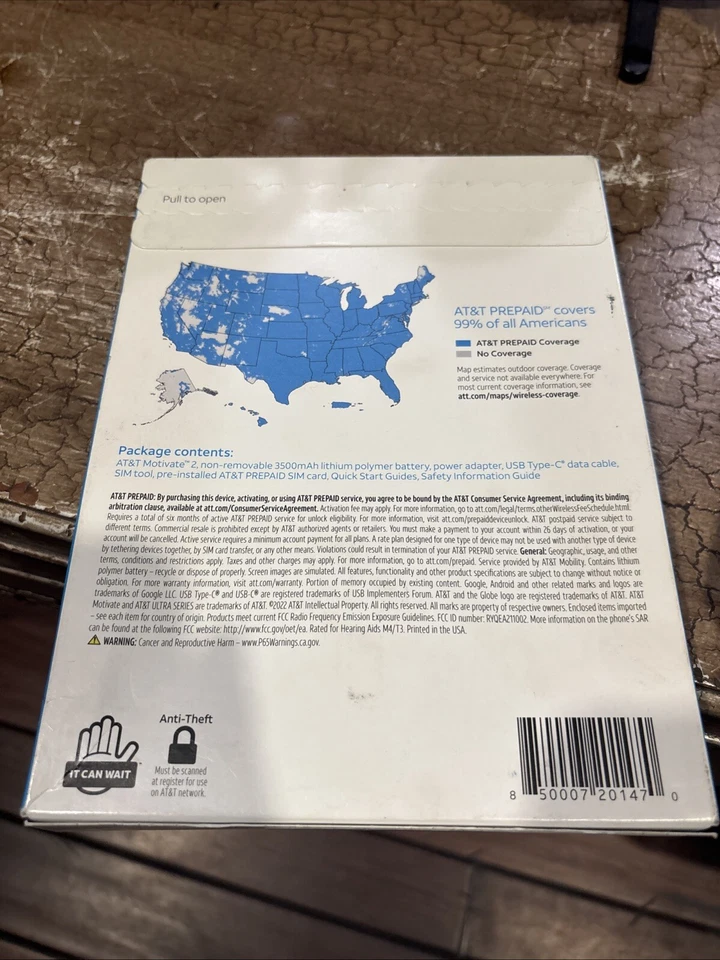 Pull to open
AT&T PREPAID℠ covers
99% of all Americans
AT&T PREPAID Coverage
No Coverage
Map estimates outdoor coverage. Coverage
and service not available everywhere. For
most current coverage information, see
att.com/maps/wireless-coverage.
Package contents:
AT&T Motivate™ 2, non-removable 3500mAh lithium polymer battery, power adapter, USB Type-C® data cable,
SIM tool, pre-installed AT&T PREPAID SIM card, Quick Start Guides, Safety Information Guide
AT&T PREPAID: By purchasing this device, activating, or using AT&T PREPAID service, you agree to be bound by the AT&T Consumer Service Agreement, including its binding
arbitration clause, available at att.com/ConsumerServiceAgreement. Activation fee may apply. For more information, go to att.com/legal/terms.otherWirelessFeeSchedule.html.
Requires a total of six months of active AT&T PREPAID service for unlock eligibility. For more information, visit att.com/prepaiddeviceunlock. AT&T postpaid service subject to
different terms. Commercial resale is prohibited except by AT&T authorized agents or retailers. You must make a payment to your account within 26 days of activation, or your
account will be cancelled. Active service requires a minimum account payment for all plans. A rate plan designed for one type of device may not be used with another type of device
by tethering devices together, by SIM card transfer, or any other means. Violations could result in termination of your AT&T PREPAID service. General: Geographic, usage, and other
terms, conditions and restrictions apply. Taxes and other charges may apply. For more information, go to att.com/prepaid. Service provided by AT&T Mobility. Contains lithium
polymer battery – recycle or dispose of properly. Screen images are simulated. All features, functionality and other product specifications are subject to change without notice or
obligation. For more warranty information, visit att.com/warranty. Portion of memory occupied by existing content. Google, Android and other related marks and logos are
trademarks of Google LLC. USB Type-C® and USB-C® are registered trademarks of USB Implementers Forum. AT&T and the Globe logo are registered trademarks of AT&T. AT&T
Motivate and AT&T ULTRA SERIES are trademarks of AT&T. ©2022 AT&T Intellectual Property. All rights reserved. All marks are property of respective owners. Enclosed items imported
– see each item for country of origin. Products meet current FCC Radio Frequency Emission Exposure Guidelines. FCC ID number: RYQEA211002. More information on the phone's SAR
can be found at the following FCC website: http://www.fcc.gov/oet/ea. Rated for Hearing Aids M4/T3. Printed in the USA.
WARNING: Cancer and Reproductive Harm – www.P65Warnings.ca.gov.
IT CAN WAIT
Anti-Theft
Must be scanned
at register for use
on AT&T network.
8 50007 20147 0